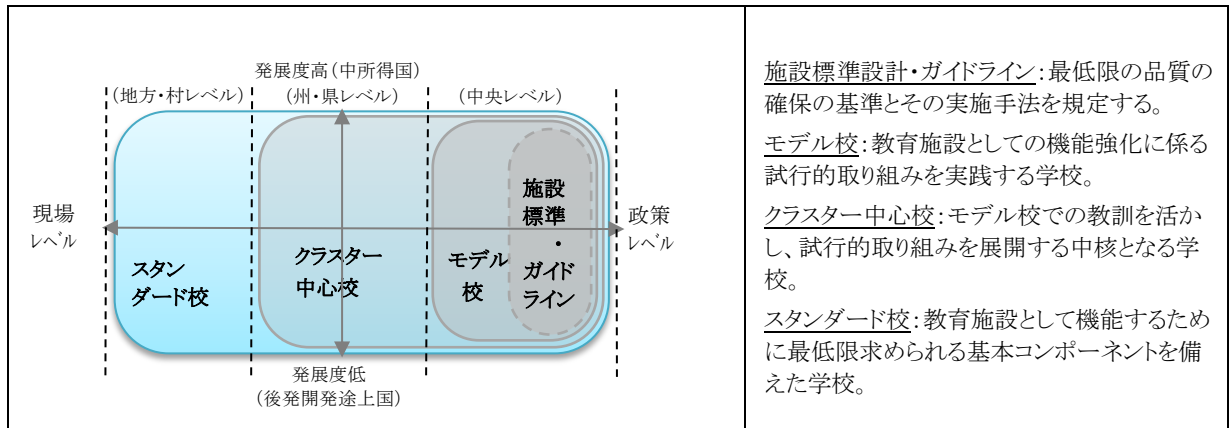 発展度高(中所得国)
(地方・村レベル)
(州・県レベル)
(中央レベル)
現場
レベル
政策
レベル
スタン
ダード校
クラスター
中心校
モデル
校
施設
標準
・
ガイド
ライン
発展度低
(後発開発途上国)
施設標準設計・ガイドライン:最低限の品質の
確保の基準とその実施手法を規定する。
モデル校:教育施設としての機能強化に係る
試行的取り組みを実践する学校。
クラスター中心校:モデル校での教訓を活か
し、試行的取り組みを展開する中核となる学
校。
スタンダード校:教育施設として機能するため
に最低限求められる基本コンポーネントを備
えた学校。